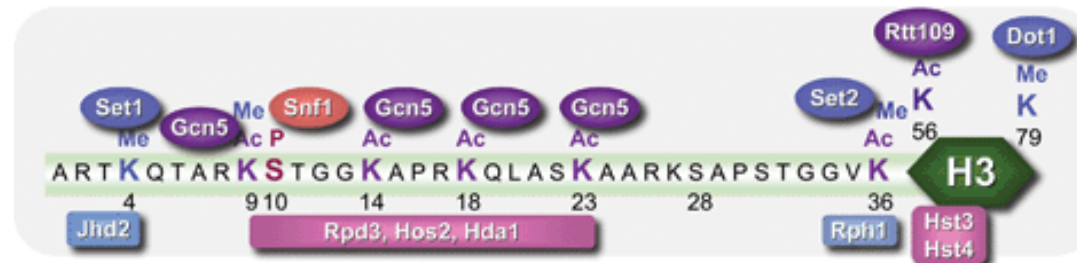 Rtt109 Dot1
Ac Me
Set1 Gcn5 Me Snf1 Gcn5 Gcn5 Gcn5 Set2 Me K K
Me Ac P Ac Ac Ac Ac 56 79
A R T K Q T A R K S T G G K A P R K Q L A S K A A R K S A P S T G G V K H3
4 9 10 14 18 23 28 36
Jhd2 Rpd3, Hos2, Hda1 Rph1 Hst3
Hst4